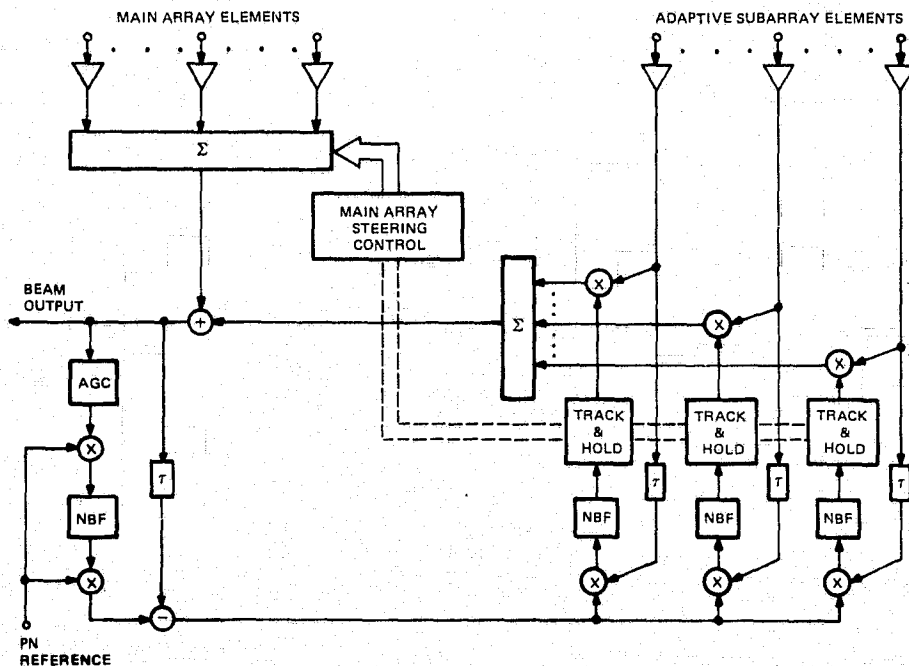 MAIN ARRAY ELEMENTS
ADAPTIVE SUBARRAY ELEMENTS
Σ
MAIN ARRAY
STEERING
CONTROL
BEAM
OUTPUT
+
Σ
X
X
X
AGC
TRACK
&
HOLD
TRACK
&
HOLD
TRACK
&
HOLD
X
τ
τ
τ
τ
NBF
NBF
NBF
NBF
X
X
X
X
−
PN
REFERENCE